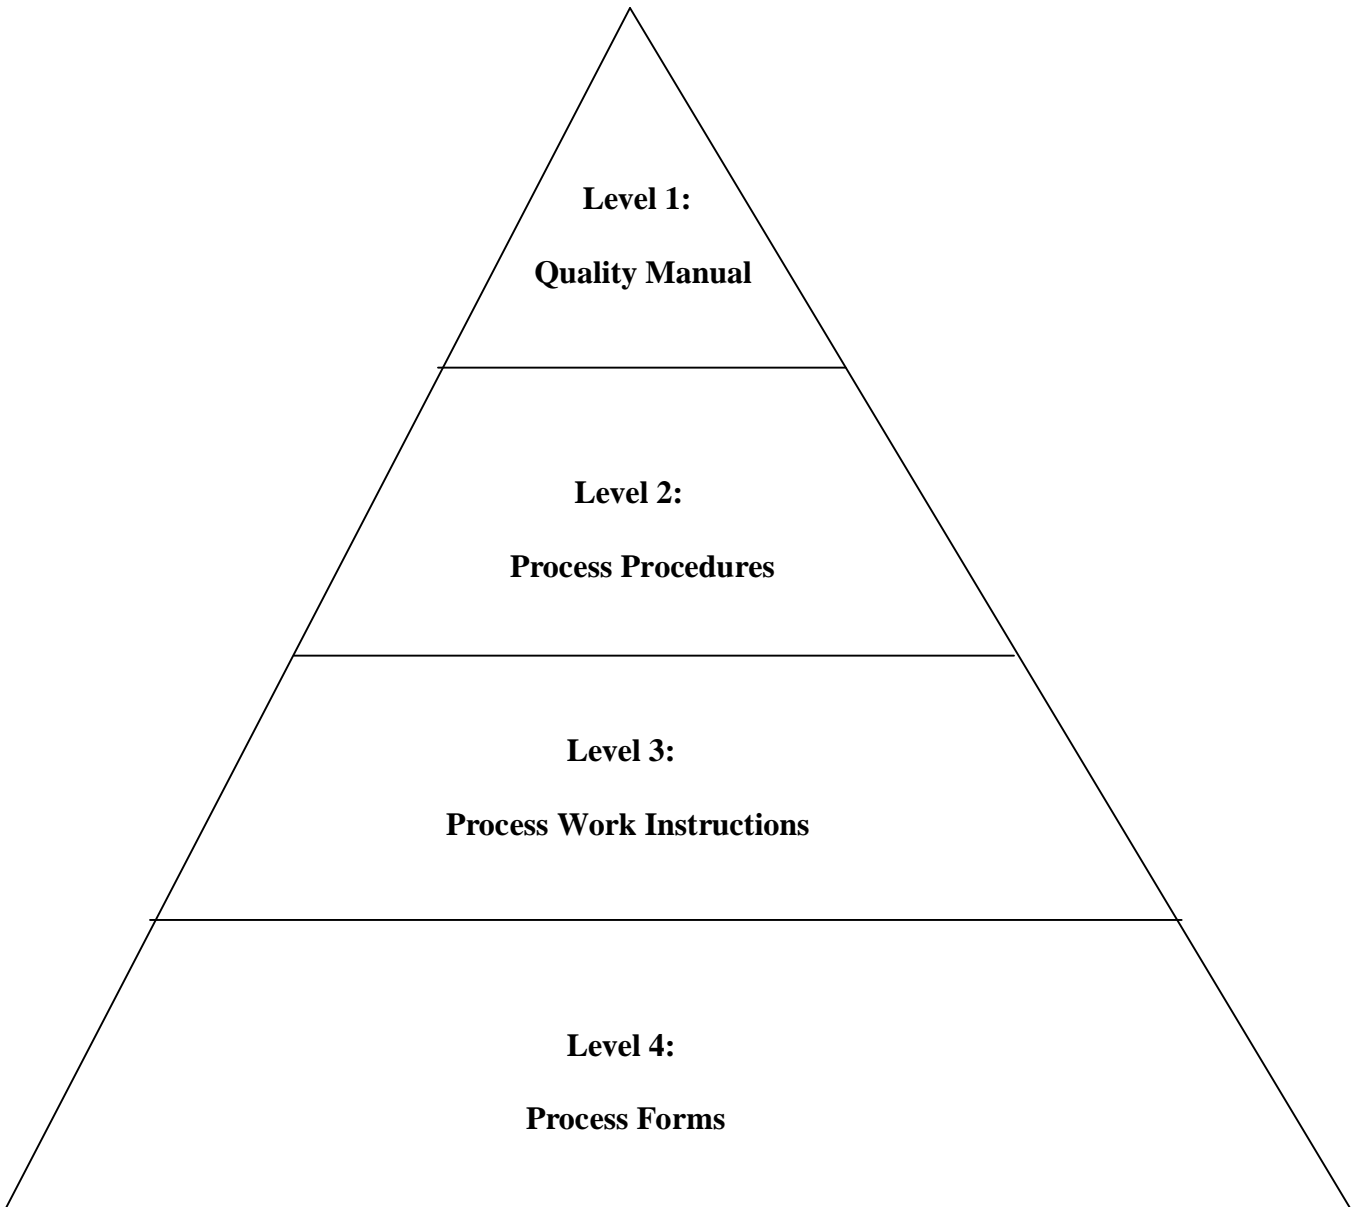 Level 1:
Quality Manual
Level 2:
Process Procedures
Level 3:
Process Work Instructions
Level 4:
Process Forms